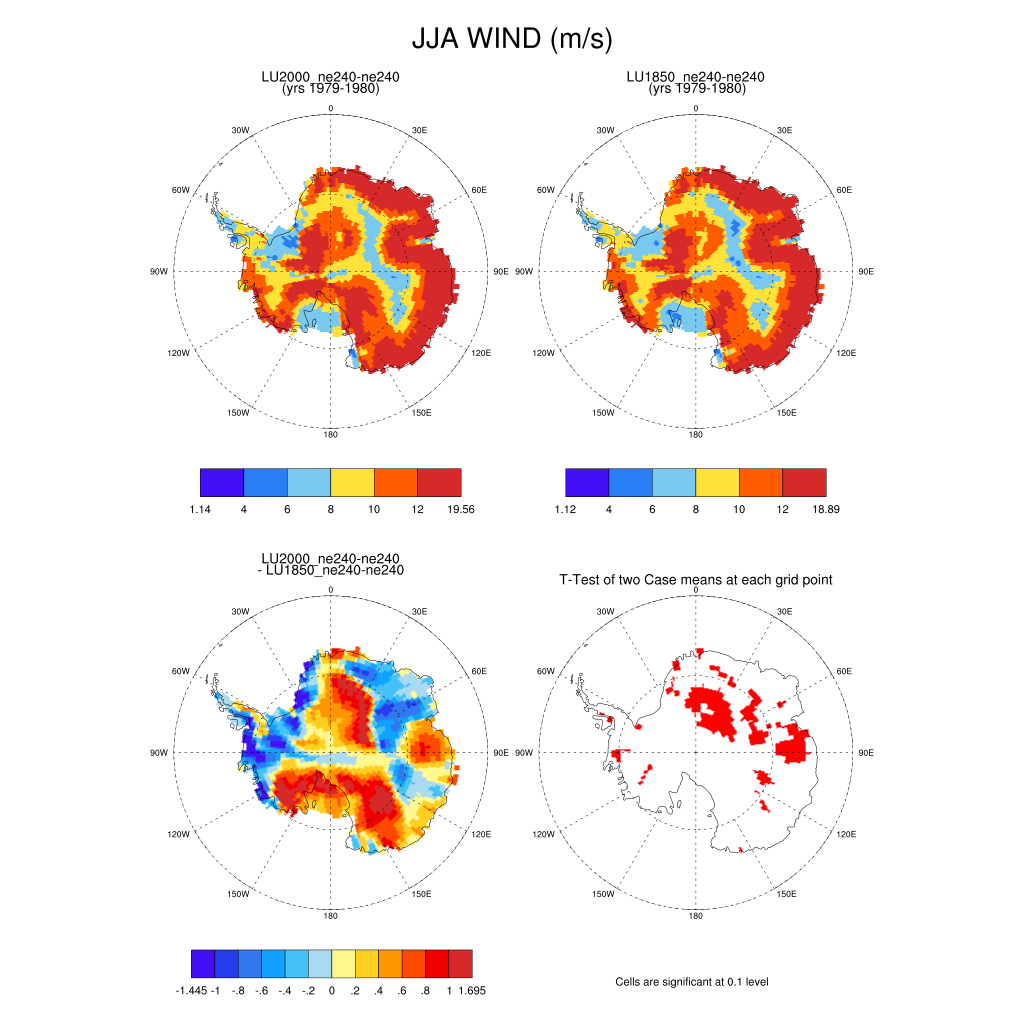 JJA WIND (m/s)
LU2000_ne240-ne240
(yrs 1979-1980)
LU1850_ne240-ne240
(yrs 1979-1980)
0
30W
30E
60W
60E
90W
90E
120W
120E
150W
150E
180
0
30W
30E
60W
60E
90W
90E
120W
120E
150W
150E
180
1.14 4 6 8 10 12 19.56
1.12 4 6 8 10 12 18.89
LU2000_ne240-ne240
- LU1850_ne240-ne240
T-Test of two Case means at each grid point
0
30W
30E
60W
60E
90W
90E
120W
120E
150W
150E
180
0
30W
30E
60W
60E
90W
90E
120W
120E
150W
150E
180
-1.445 -1 -.8 -.6 -.4 -.2 0 .2 .4 .6 .8 1 1.695
Cells are significant at 0.1 level